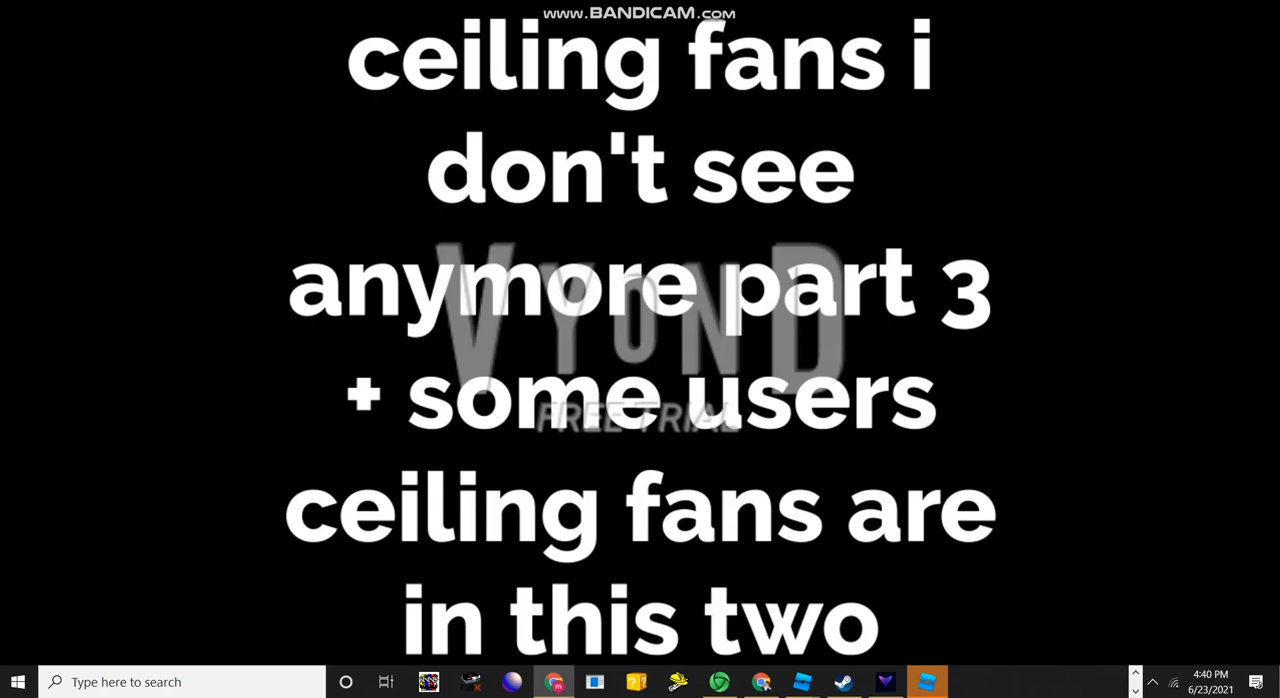 www.BANDICAM.com
ceiling fans i
don't see
anymore part 3
+ some users
ceiling fans are
in this two
VYOND
FREE TRIAL
Type here to search
4:40 PM
6/23/2021